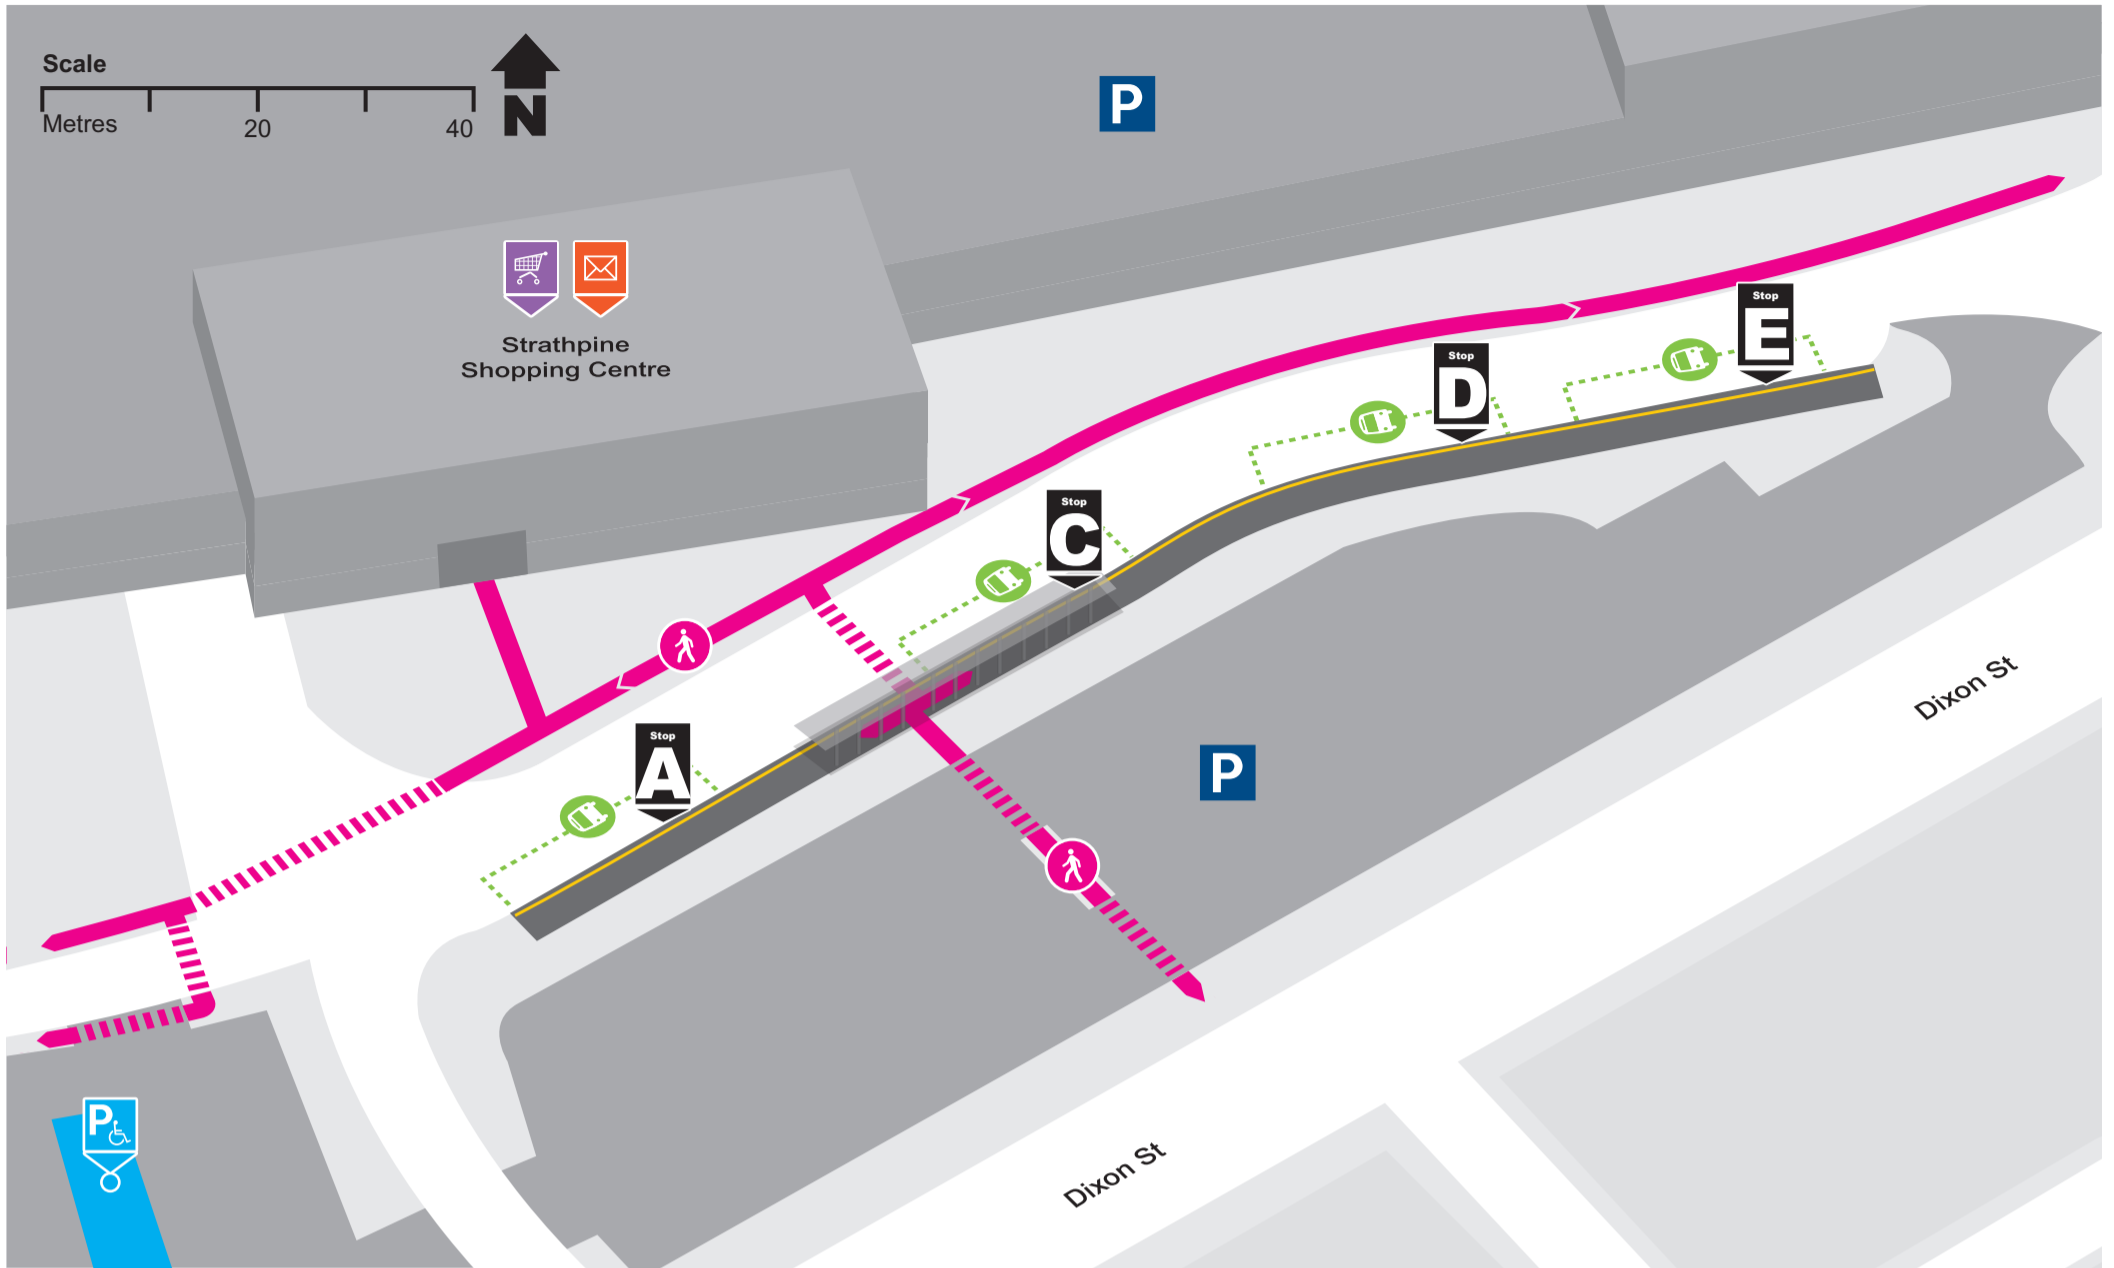 Scale
Metres
20
40
N
P
Strathpine
Shopping Centre
Stop
E
Stop
D
Stop
C
Stop
A
P
Dixon St
Dixon St
P